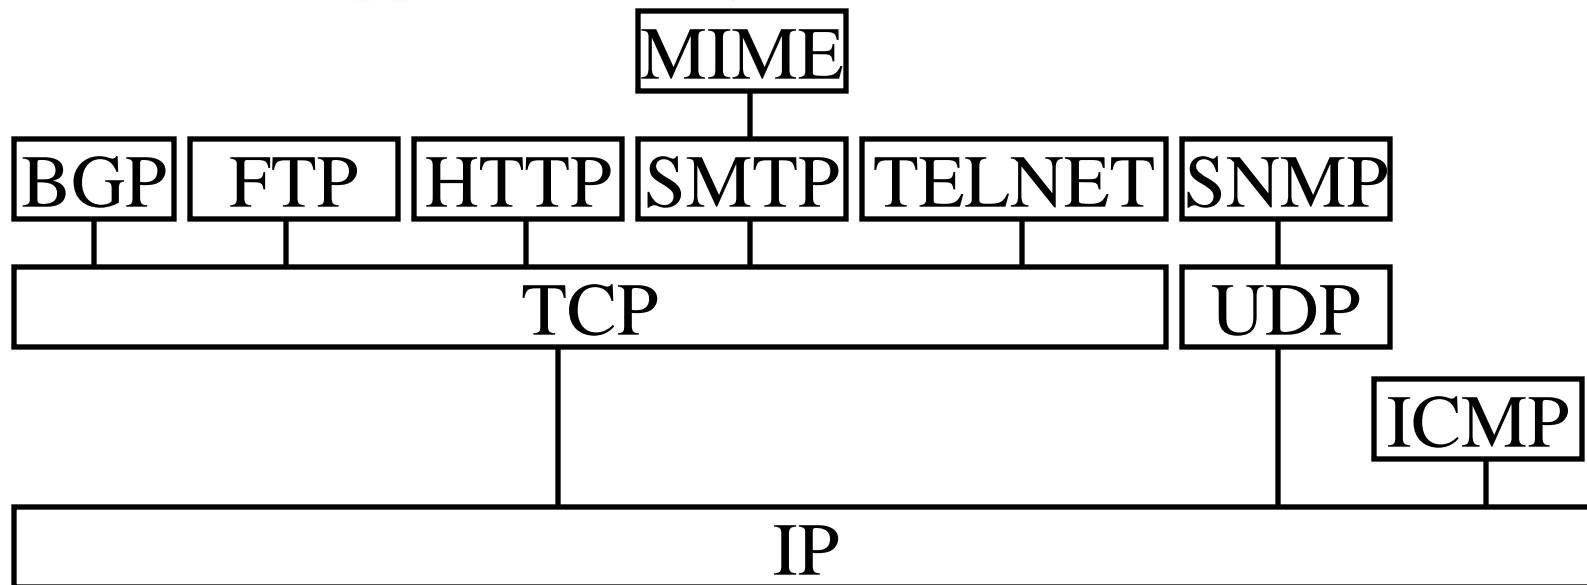 MIME
BGP FTP HTTP SMTP TELNET SNMP
TCP UDP
ICMP
IP